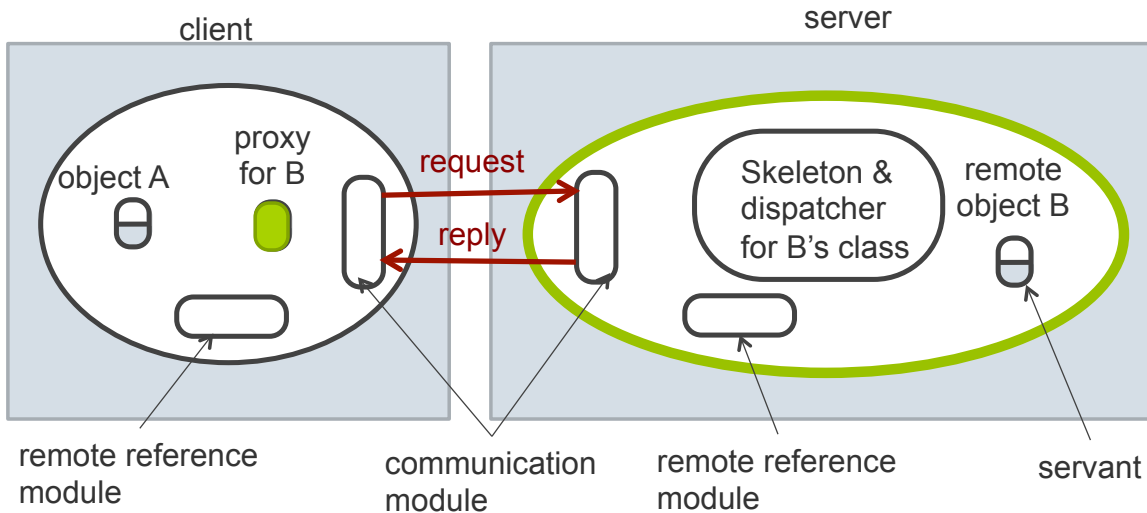 client
server
object A
proxy
for B
request
reply
Skeleton &
dispatcher
for B’s class
remote
object B
remote reference
module
communication
module
remote reference
module
servant